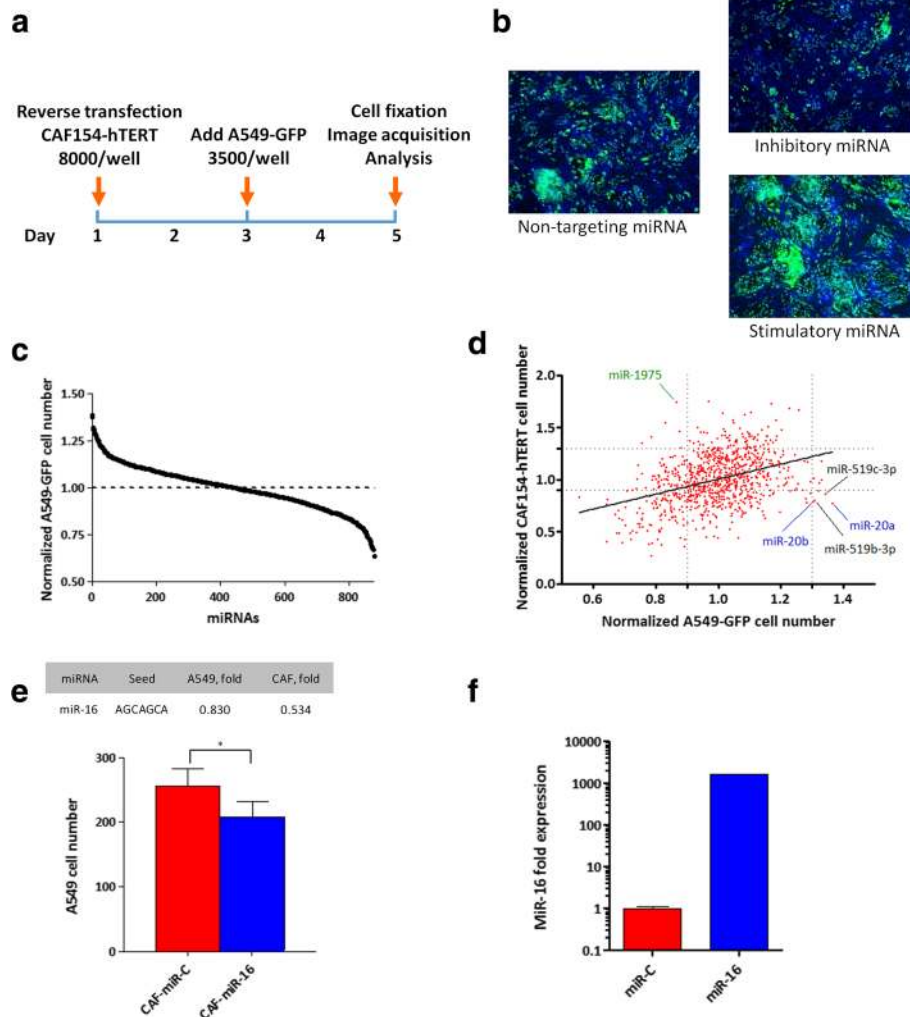 a
Reverse transfection
CAF154-hTERT
8000/well
Add A549-GFP
3500/well
Cell fixation
Image acquisition
Analysis
Day 1 2 3 4 5
b
Non-targeting miRNA
Inhibitory miRNA
Stimulatory miRNA
c
Normalized A549-GFP cell number
1.50
1.25
1.00
0.75
0.50
0 200 400 600 800
miRNAs
d
Normalized CAF154-hTERT cell number
2.0
1.5
1.0
0.5
0.0
miR-1975
miR-519c-3p
miR-20a
miR-20b
miR-519b-3p
0.6 0.8 1.0 1.2 1.4
Normalized A549-GFP cell number
e
miRNA Seed A549, fold CAF, fold
miR-16 AGCAGCA 0.830 0.534
A549 cell number
300
200
100
0
*
CAF-miR-C
CAF-miR-16
f
MiR-16 fold expression
10000
1000
100
10
1
0.1
miR-C
miR-16